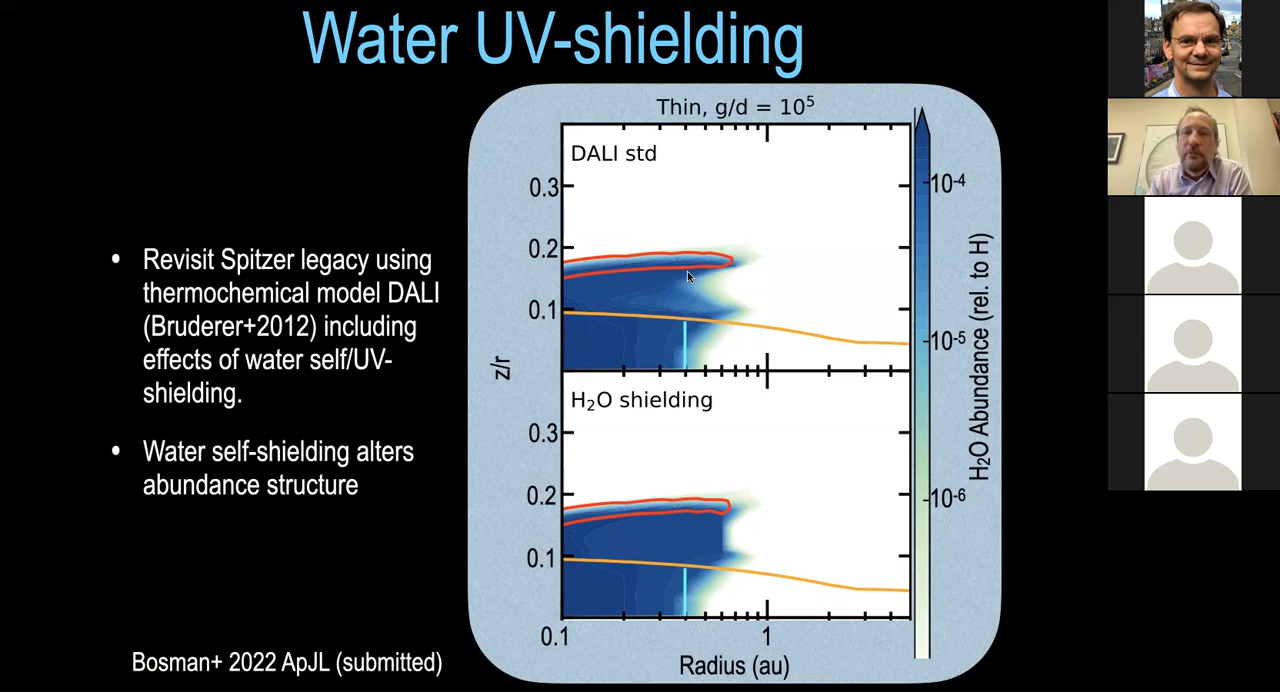 Water UV-shielding
Thin, g/d = 10⁵
DALI std
0.3
0.2
0.1
z/r
H₂O shielding
0.3
0.2
0.1
0.1
1
Radius (au)
10⁻⁴
10⁻⁵
10⁻⁶
H₂O Abundance (rel. to H)
• Revisit Spitzer legacy using
thermochemical model DALI
(Bruderer+2012) including
effects of water self/UV-
shielding.
• Water self-shielding alters
abundance structure
Bosman+ 2022 ApJL (submitted)